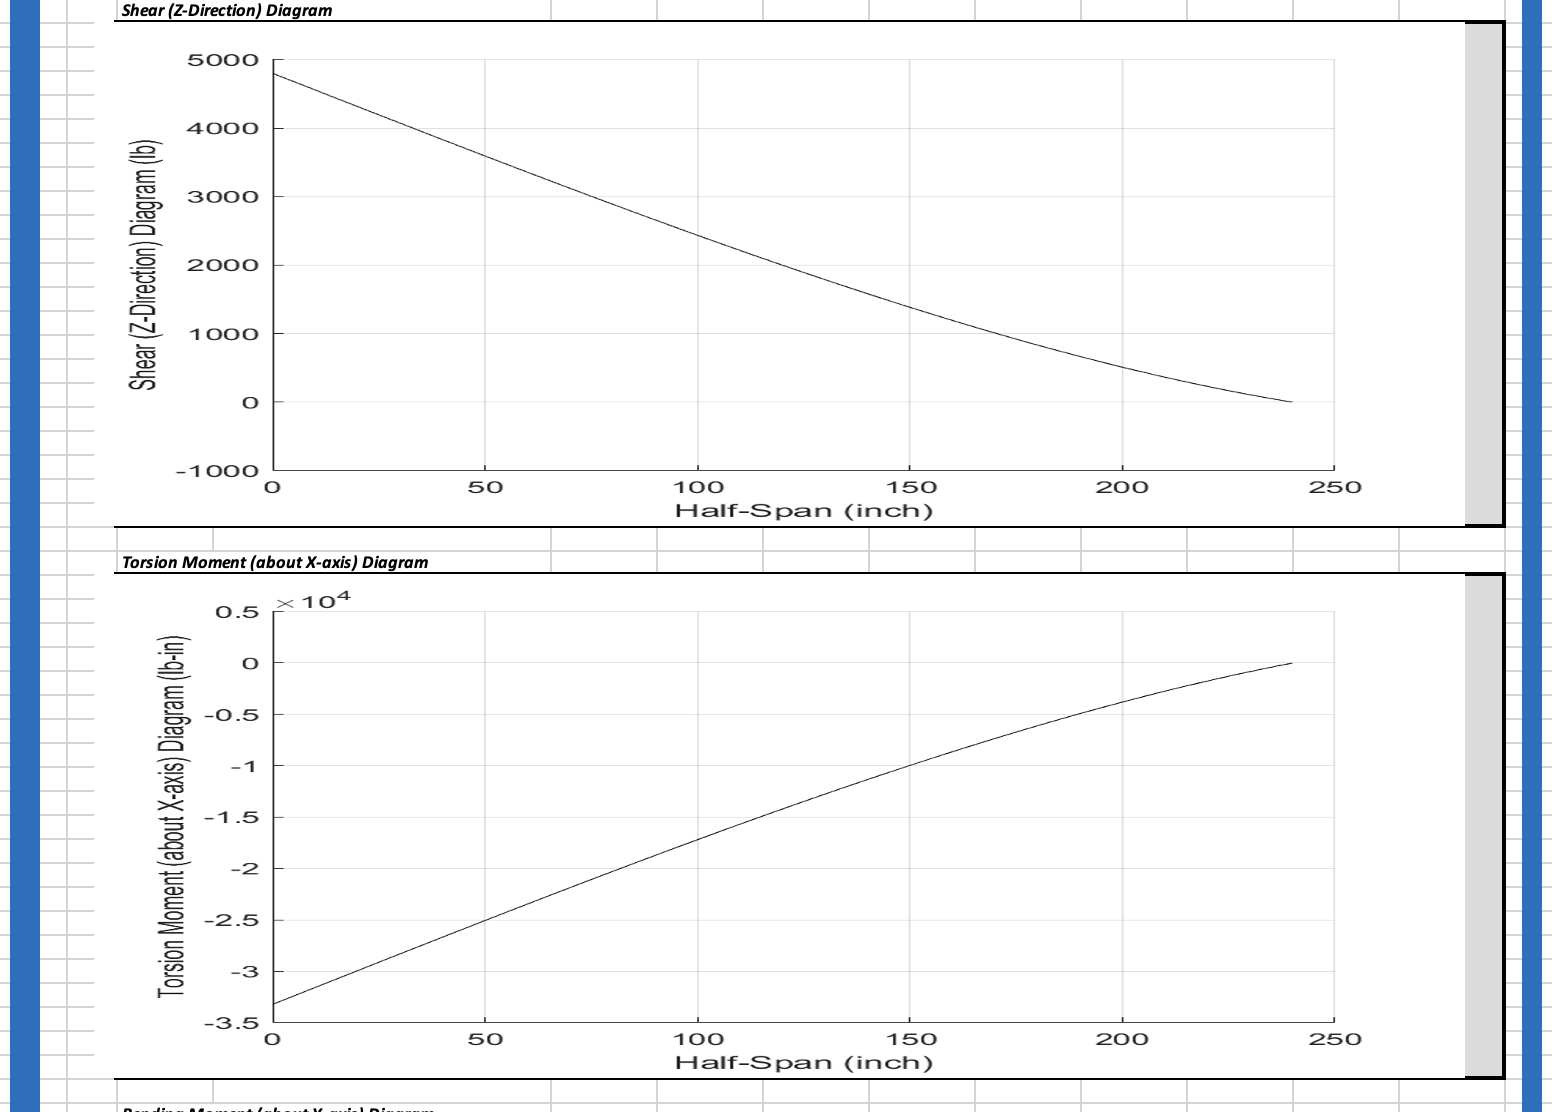 Shear (Z-Direction) Diagram
5000
4000
3000
2000
1000
0
-1000
Shear (Z-Direction) Diagram (lb)
0 50 100 150 200 250
Half-Span (inch)
Torsion Moment (about X-axis) Diagram
×10⁴
0.5
0
-0.5
-1
-1.5
-2
-2.5
-3
-3.5
Torsion Moment (about X-axis) Diagram (lb-in)
0 50 100 150 200 250
Half-Span (inch)